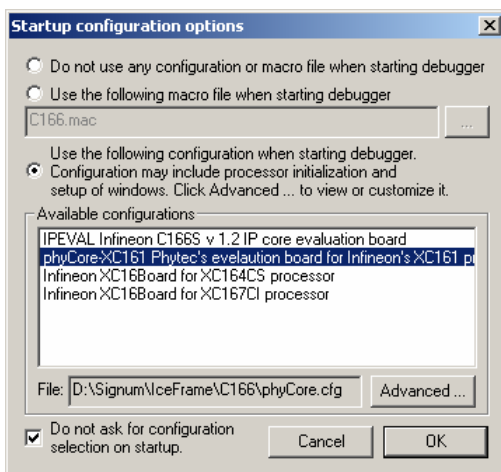 Startup configuration options
Do not use any configuration or macro file when starting debugger
Use the following macro file when starting debugger
C166.mac
...
Use the following configuration when starting debugger.
Configuration may include processor initialization and
setup of windows. Click Advanced ... to view or customize it.
Available configurations
IPEVAL Infineon C166S v 1.2 IP core evaluation board
phyCore-XC161 Phytec's evelaution board for Infineon's XC161 pr
Infineon XC16Board for XC164CS processor
Infineon XC16Board for XC167CI processor
File: D:\Signum\IceFrame\C166\phyCore.cfg
Advanced ...
Do not ask for configuration
selection on startup.
Cancel
OK